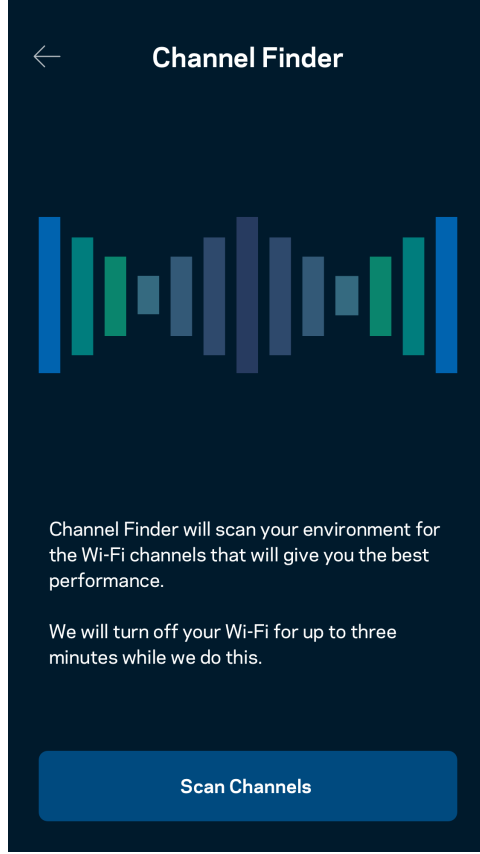 Channel Finder
Channel Finder will scan your environment for
the Wi-Fi channels that will give you the best
performance.
We will turn off your Wi-Fi for up to three
minutes while we do this.
Scan Channels